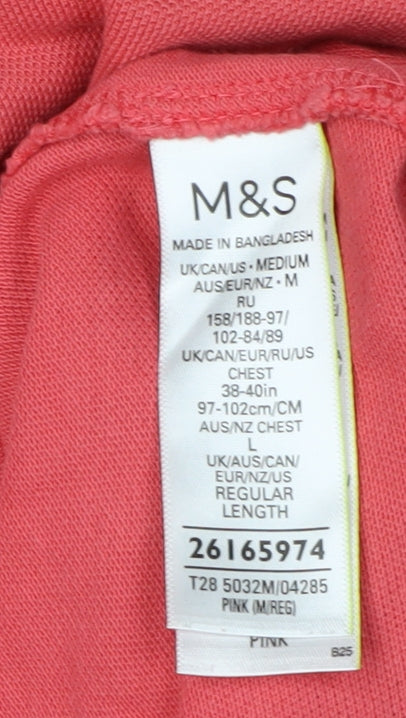 M&S
MADE IN BANGLADESH
UK/CAN/US • MEDIUM
AUS/EUR/NZ • M
RU
158/188-97/
102-84/89
UK/CAN/EUR/RU/US
CHEST
38-40in
97-102cm/CM
AUS/NZ CHEST
L
UK/AUS/CAN/
EUR/NZ/US
REGULAR
LENGTH
26165974
T28 5032M/04285
PINK (M/REG)
PINK
B25